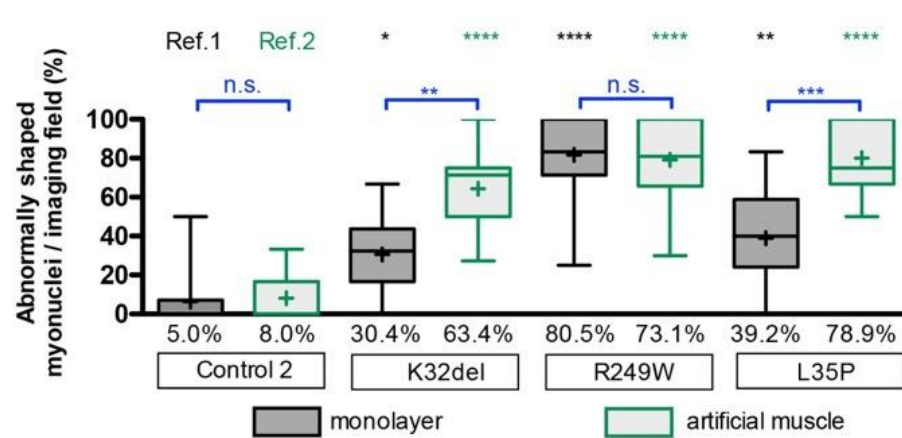 Ref.1 Ref.2 * **** **** **** ** ****
n.s. ** n.s. ***
Abnormally shaped
myonuclei / imaging field (%)
100
80
60
40
20
0
5.0% 8.0% 30.4% 63.4% 80.5% 73.1% 39.2% 78.9%
Control 2 K32del R249W L35P
monolayer artificial muscle